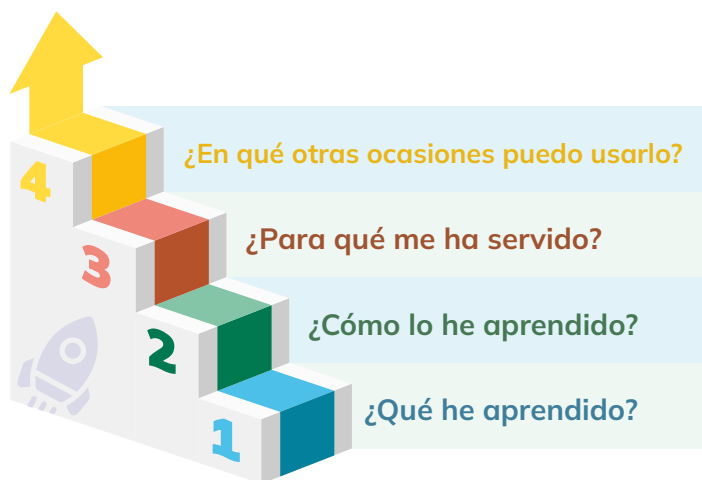 4 ¿En qué otras ocasiones puedo usarlo?
3 ¿Para qué me ha servido?
2 ¿Cómo lo he aprendido?
1 ¿Qué he aprendido?